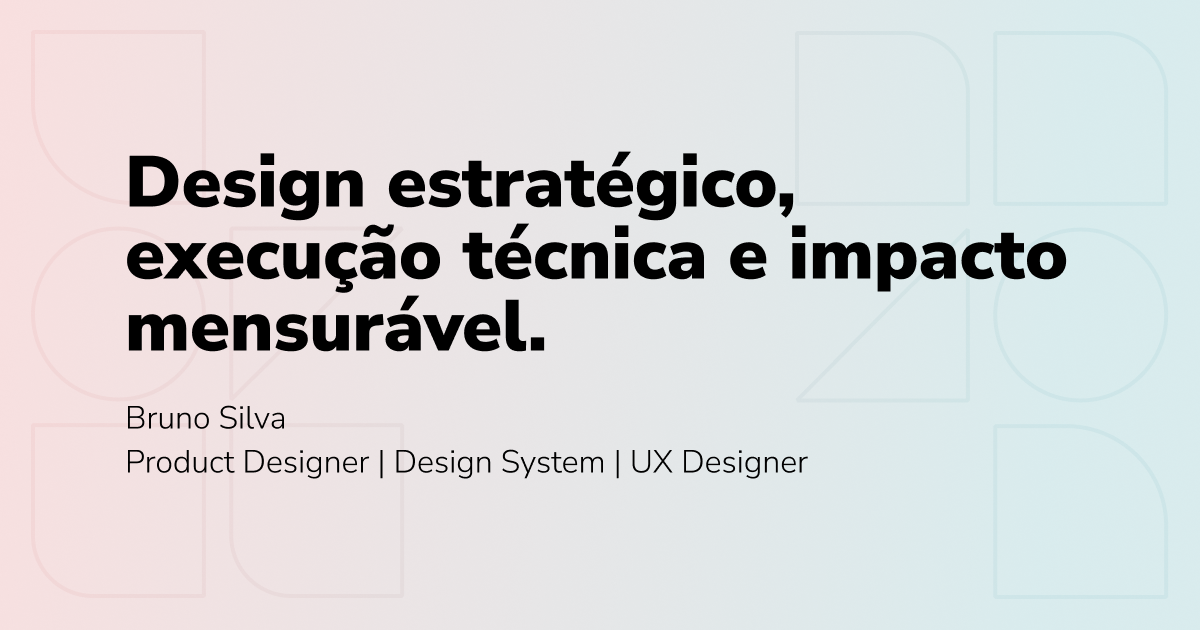 Design estratégico,
execução técnica e impacto
mensurável.
Bruno Silva
Product Designer | Design System | UX Designer